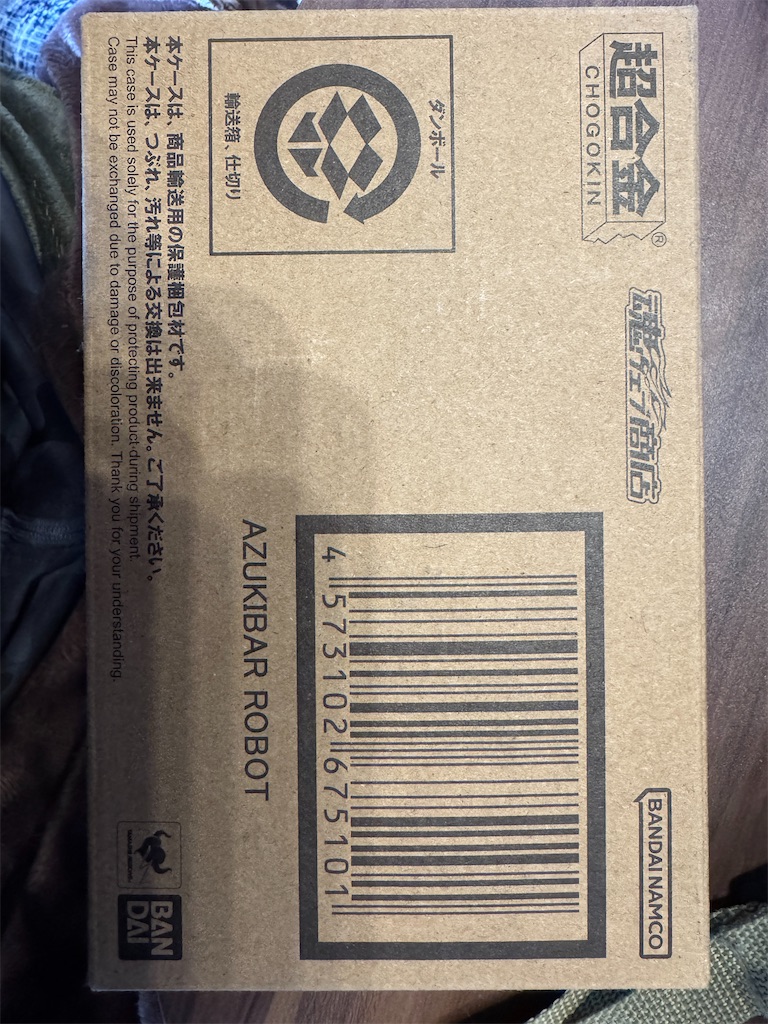 超合金®
CHOGOKIN
魂ウェブ商店
BANDAI NAMCO
ダンボール
輸送箱、仕切り
4 573102 675101
AZUKIBAR ROBOT
本ケースは、商品輸送用の保護梱包材です。
本ケースは、つぶれ、汚れ等による交換は出来ません。ご了承ください。
This case is used solely for the purpose of protecting product during shipment.
Case may not be exchanged due to damage or discoloration. Thank you for your understanding.
BAN
DAI